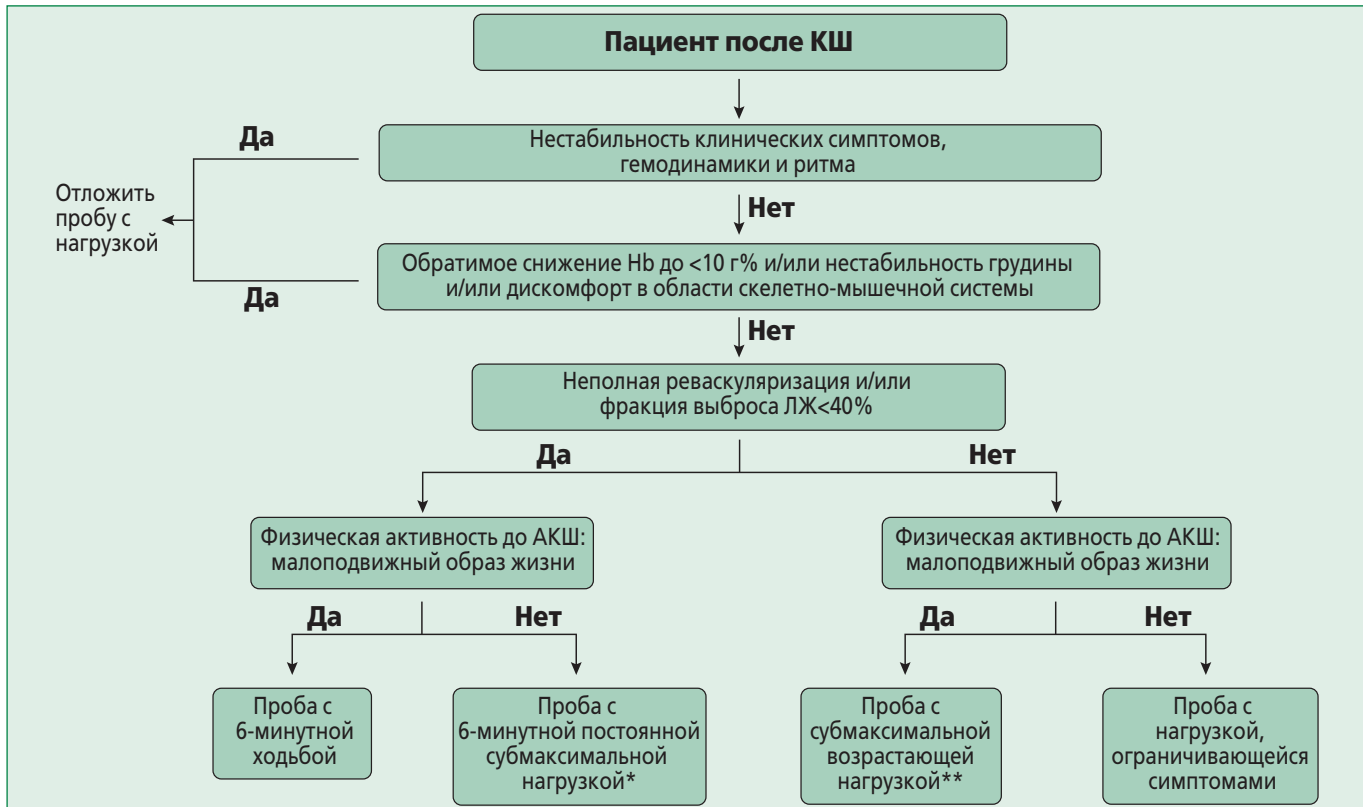 Пациент после КШ
Да
Нестабильность клинических симптомов,
гемодинамики и ритма
Отложить
пробу с
нагрузкой
Нет
Обратимое снижение Hb до <10 г% и/или нестабильность грудины
и/или дискомфорт в области скелетно-мышечной системы
Да
Нет
Неполная реваскуляризация и/или
фракция выброса ЛЖ<40%
Да
Нет
Физическая активность до АКШ:
малоподвижный образ жизни
Физическая активность до АКШ:
малоподвижный образ жизни
Да
Нет
Да
Нет
Проба с
6-минутной
ходьбой
Проба с
6-минутной постоянной
субмаксимальной
нагрузкой*
Проба с
субмаксимальной
возрастающей
нагрузкой**
Проба с
нагрузкой,
ограничивающейся
симптомами